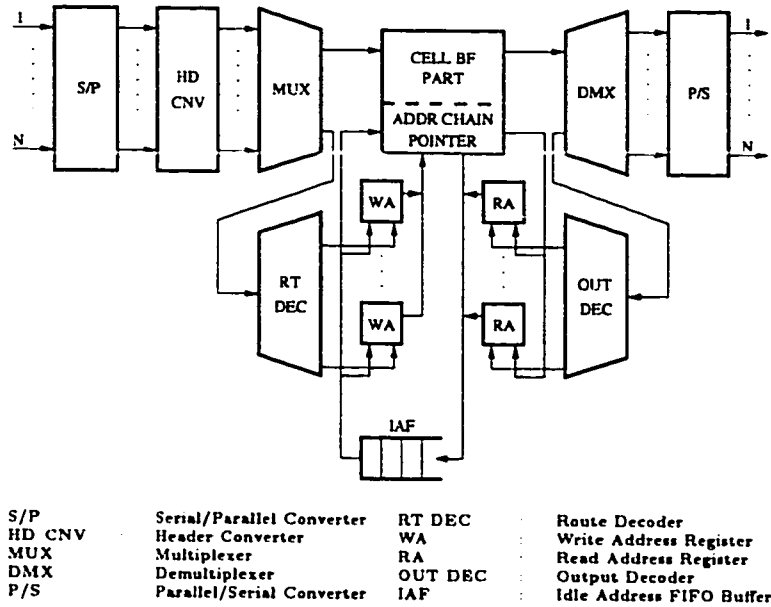 I
I
S/P
HD
CNV
MUX
CELL BF
PART
ADDR CHAIN
POINTER
DMX
P/S
N
N
WA
RA
RT
DEC
OUT
DEC
WA
RA
IAF
S/P Serial/Parallel Converter RT DEC : Route Decoder
HD CNV : Header Converter WA : Write Address Register
MUX Multiplexer RA : Read Address Register
DMX Demultiplexer OUT DEC : Output Decoder
P/S Parallel/Serial Converter IAF : Idle Address FIFO Buffer